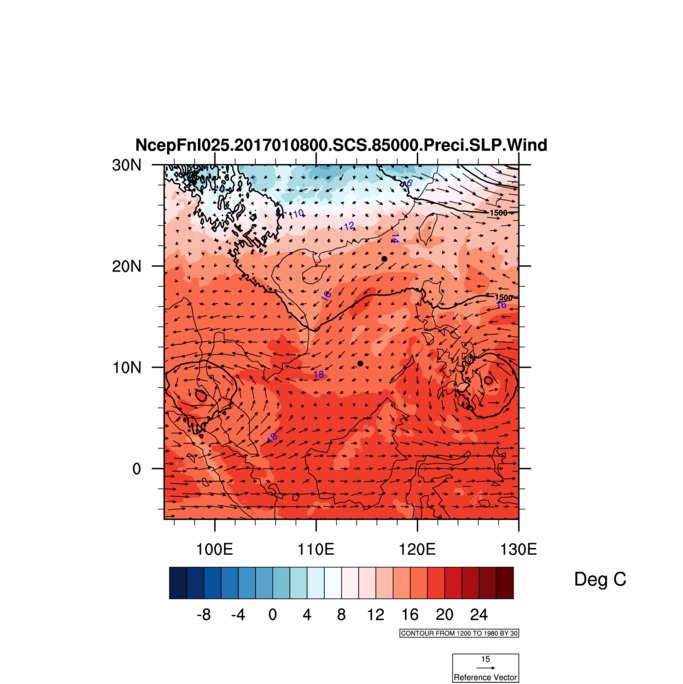 NcepFnl025.2017010800.SCS.85000.Preci.SLP.Wind
30N
20N
10N
0
6
10
12
14
1500
1500
16
16
18
18
100E 110E 120E 130E
-8 -4 0 4 8 12 16 20 24
Deg C
CONTOUR FROM 1200 TO 1980 BY 30
15
Reference Vector